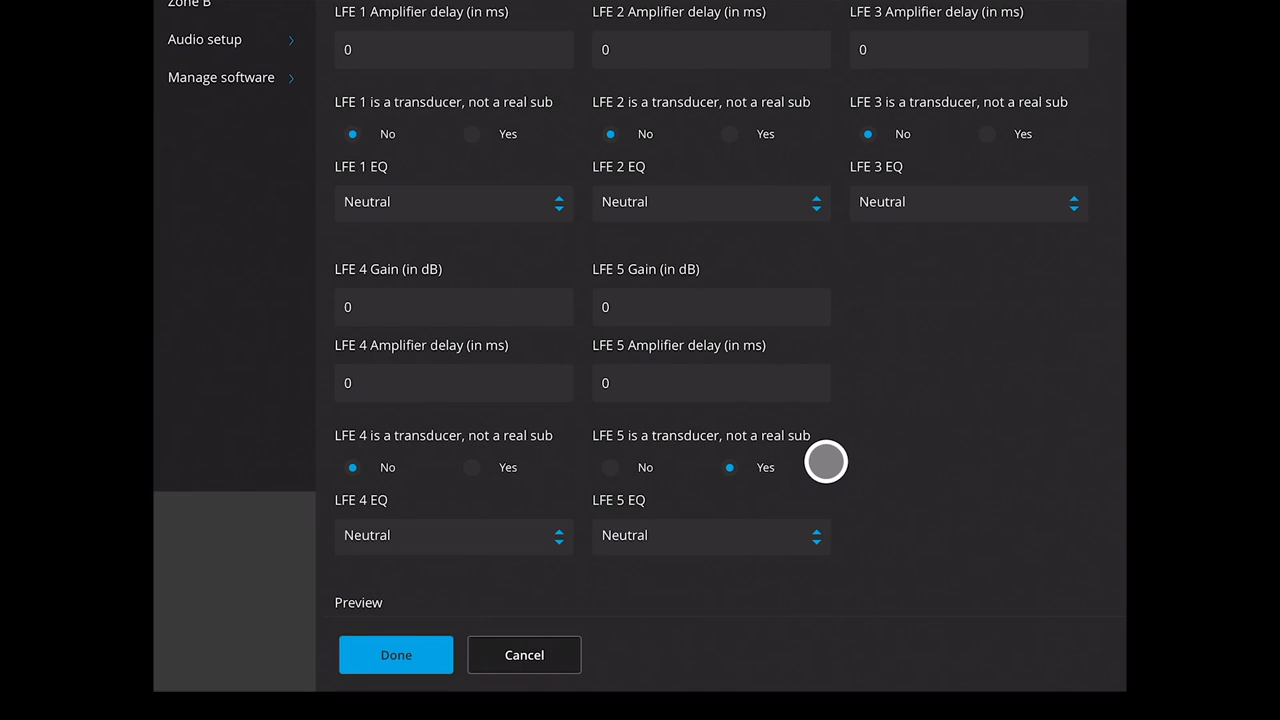 Zone B
Audio setup
Manage software
LFE 1 Amplifier delay (in ms) LFE 2 Amplifier delay (in ms) LFE 3 Amplifier delay (in ms)
0 0 0
LFE 1 is a transducer, not a real sub LFE 2 is a transducer, not a real sub LFE 3 is a transducer, not a real sub
No Yes No Yes No Yes
LFE 1 EQ LFE 2 EQ LFE 3 EQ
Neutral Neutral Neutral
LFE 4 Gain (in dB) LFE 5 Gain (in dB)
0 0
LFE 4 Amplifier delay (in ms) LFE 5 Amplifier delay (in ms)
0 0
LFE 4 is a transducer, not a real sub LFE 5 is a transducer, not a real sub
No Yes No Yes
LFE 4 EQ LFE 5 EQ
Neutral Neutral
Preview
Done Cancel